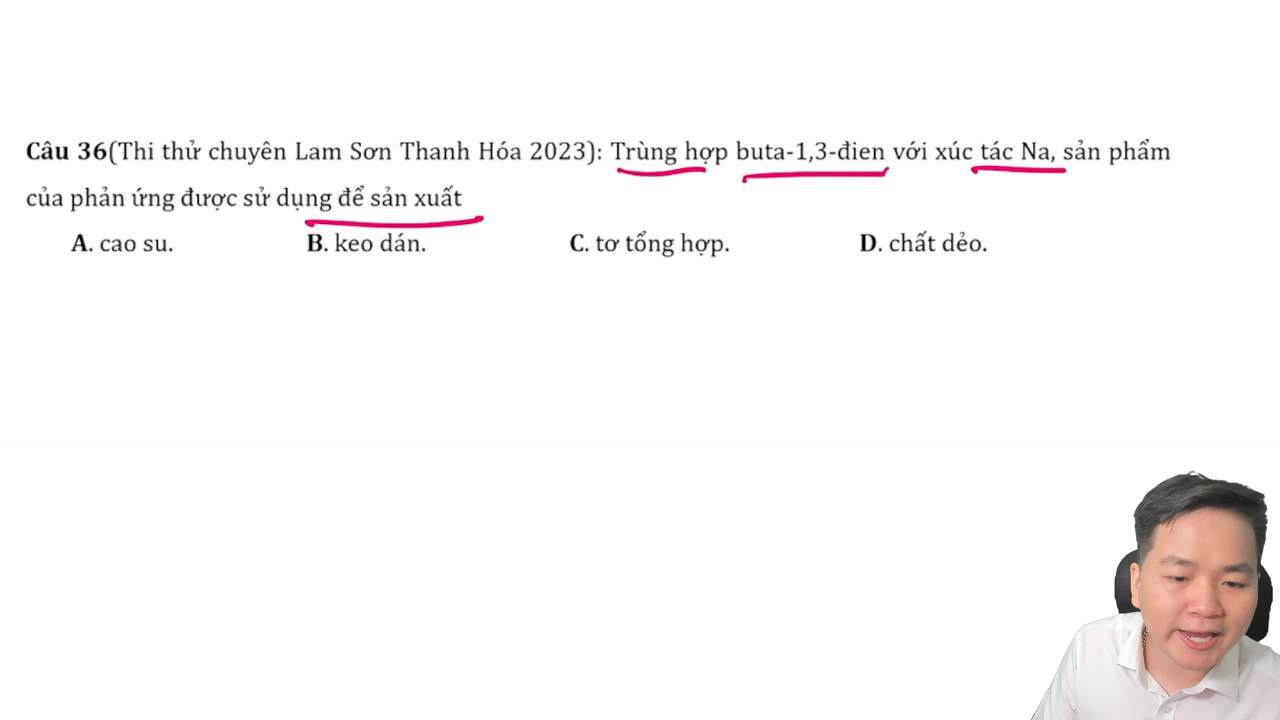 Câu 36(Thi thử chuyên Lam Sơn Thanh Hóa 2023): Trùng hợp buta-1,3-đien với xúc tác Na, sản phẩm
của phản ứng được sử dụng để sản xuất
A. cao su. B. keo dán. C. tơ tổng hợp. D. chất dẻo.